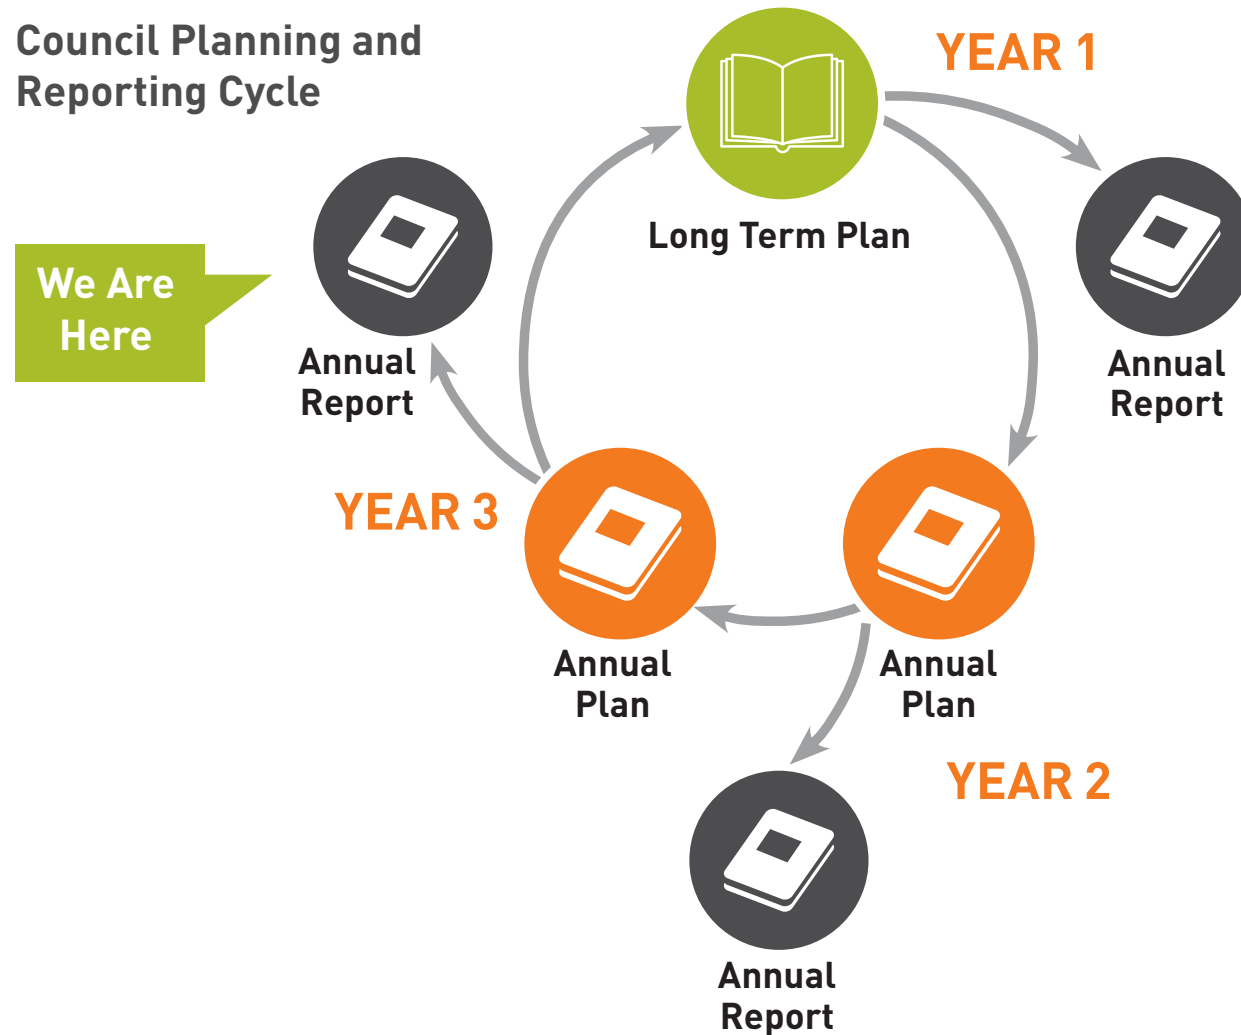 Council Planning and
Reporting Cycle
YEAR 1
Long Term Plan
We Are
Here
Annual
Report
Annual
Report
YEAR 3
Annual
Plan
Annual
Plan
YEAR 2
Annual
Report